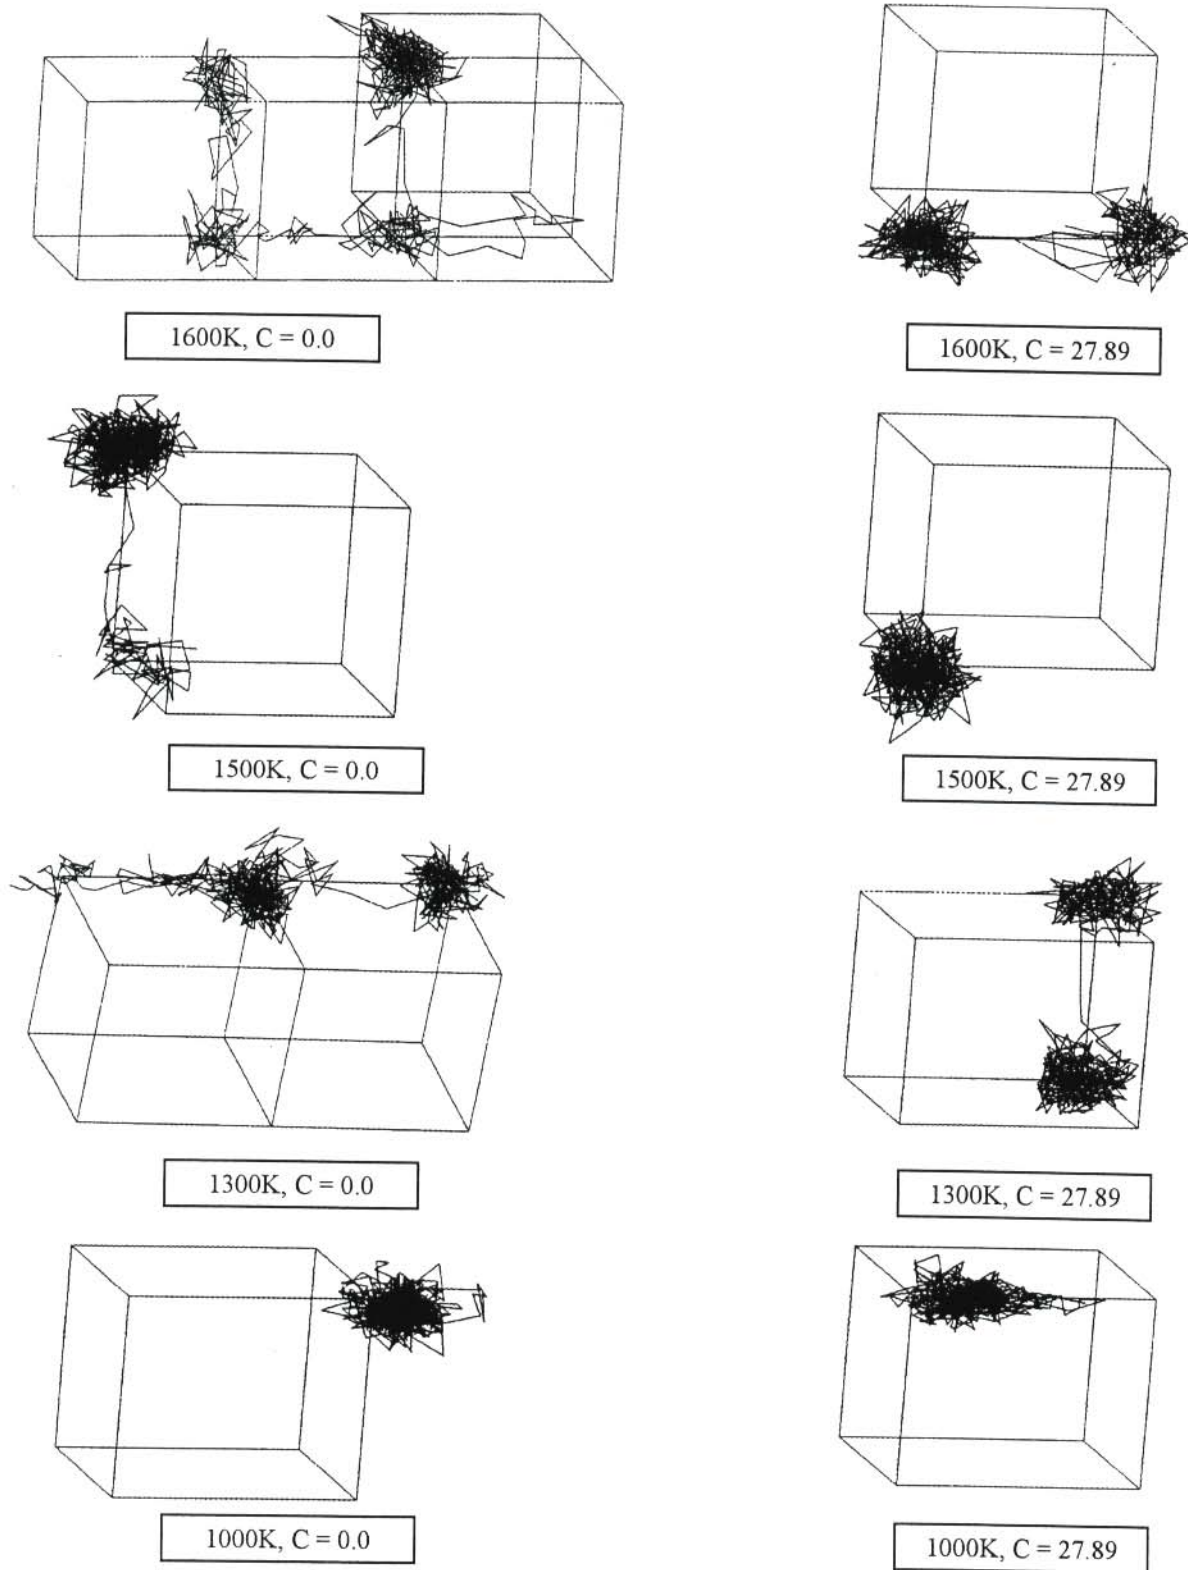 1600K, C = 0.0
1600K, C = 27.89
1500K, C = 0.0
1500K, C = 27.89
1300K, C = 0.0
1300K, C = 27.89
1000K, C = 0.0
1000K, C = 27.89